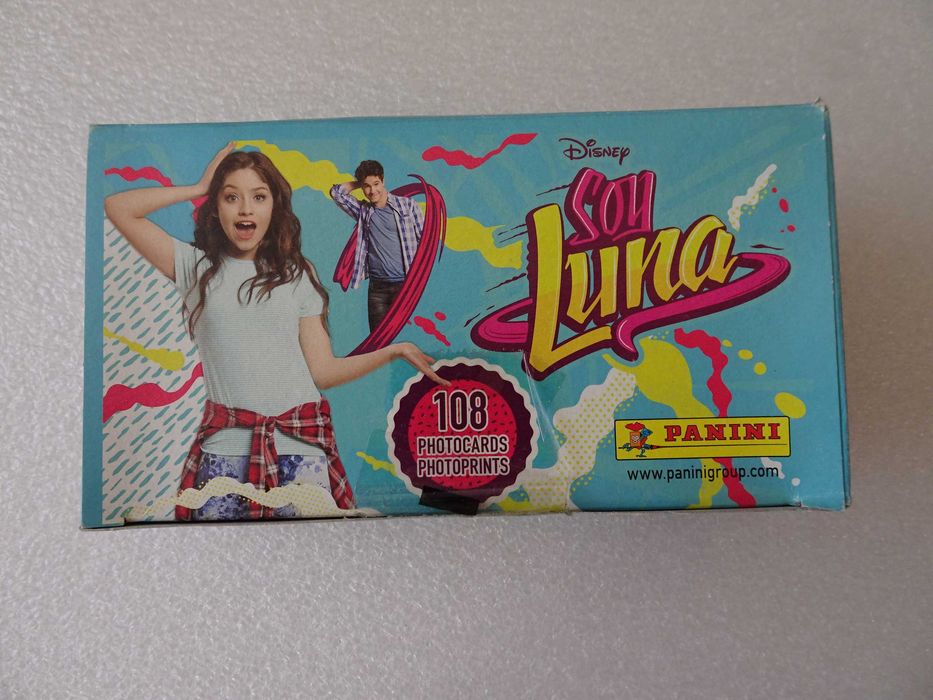 Disney
SOY
Luna
108
PHOTOCARDS
PHOTOPRINTS
PANINI
www.paninigroup.com